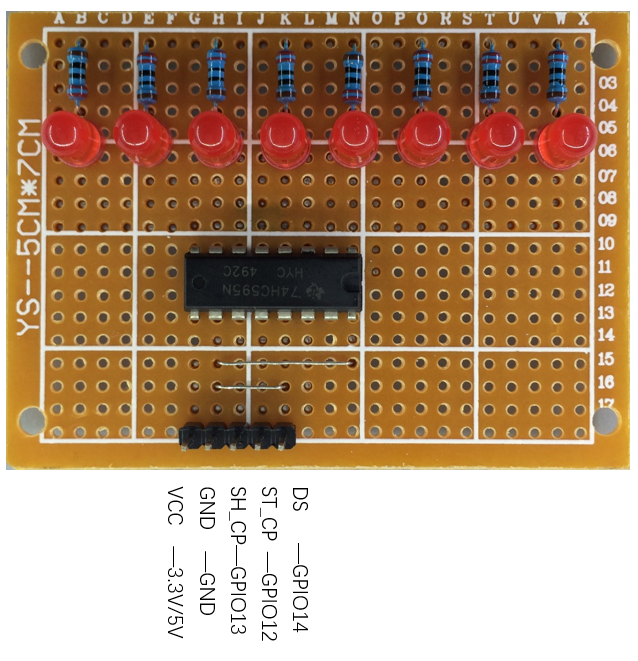 A B C D E F G H I J K L M N O P Q R S T U V W X
03
04
05
06
07
08
09
10
11
12
13
14
15
16
17
YS--5CM*7CM
74HC595N
HYC 492C
DS —GPIO14
ST_CP —GPIO12
SH_CP—GPIO13
GND —GND
VCC —3.3V/5V